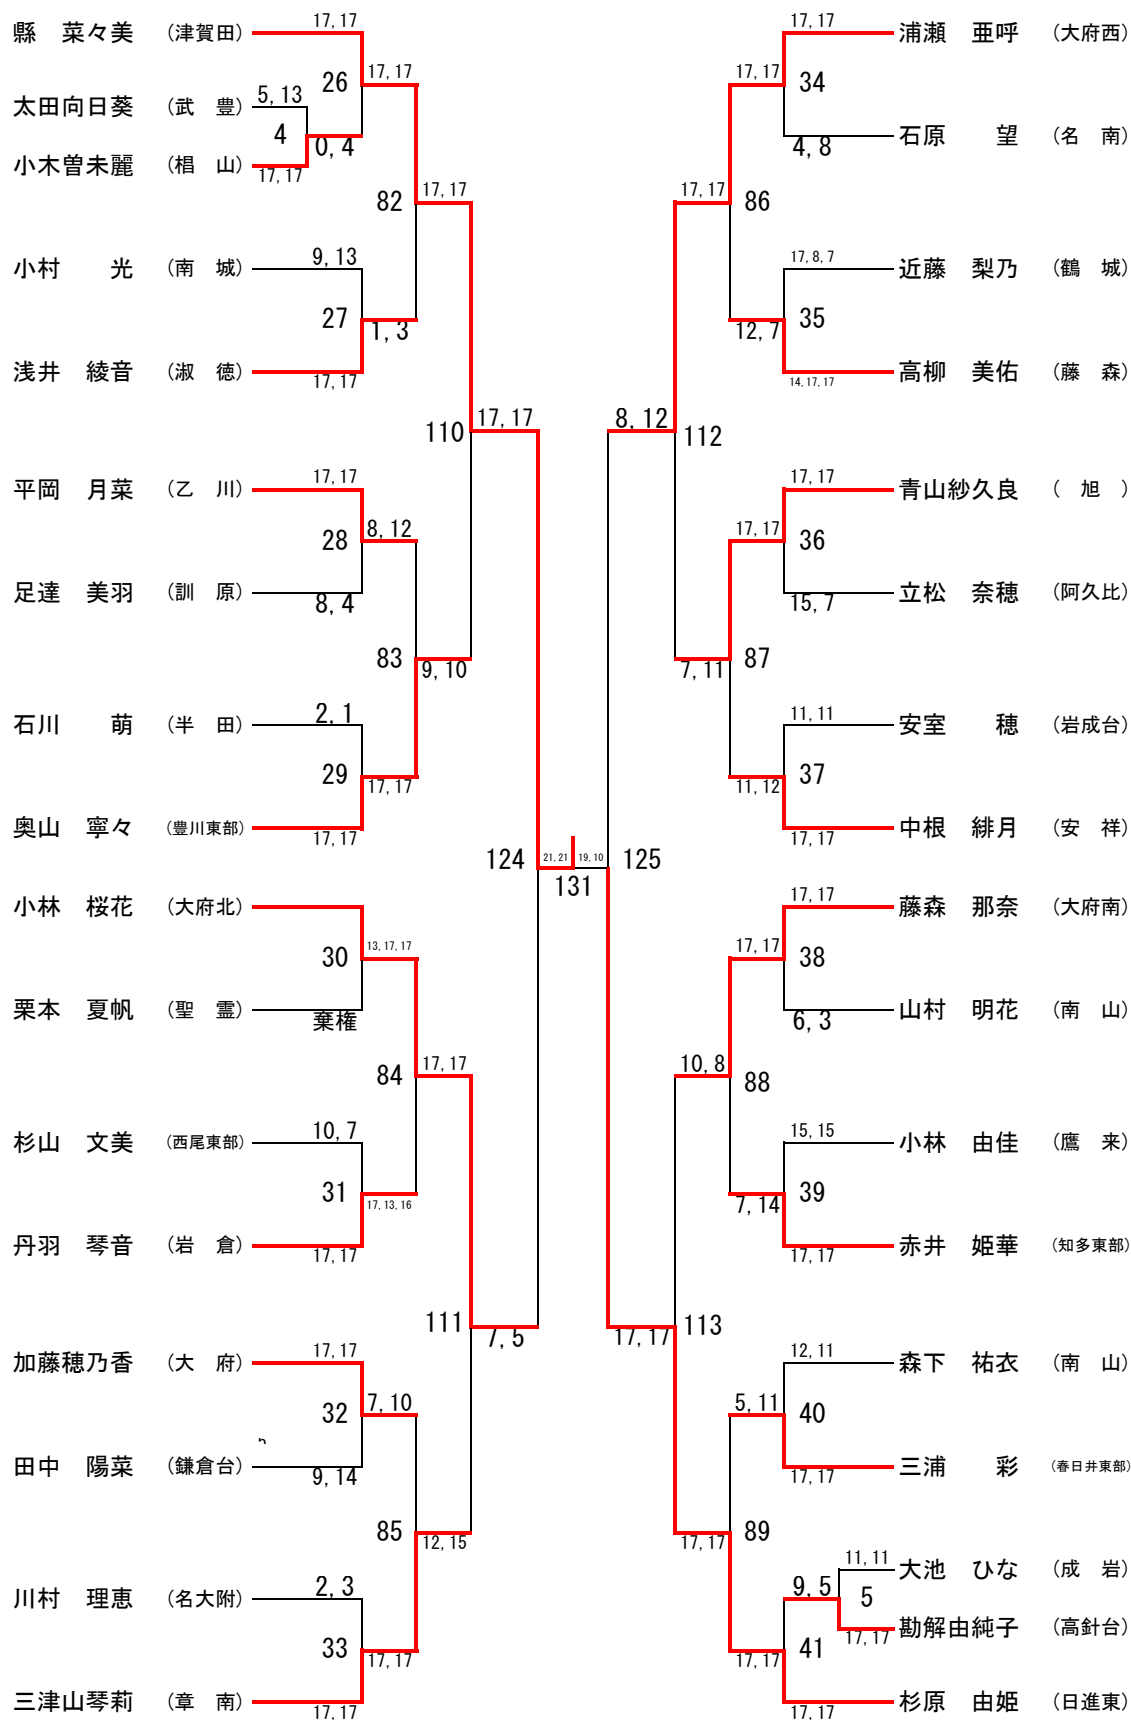 縣　菜々美　（津賀田）　17,17
26　17,17
太田向日葵　（武　豊）　5,13
4　0,4
小木曽未麗　（椙　山）　17,17
82　17,17
小村　　光　（南　城）　9,13
27　1,3
浅井　綾音　（淑　徳）　17,17
110　17,17
平岡　月菜　（乙　川）　17,17
28　8,12
足達　美羽　（訓　原）　8,4
83　9,10
石川　　萌　（半　田）　2,1
29　17,17
奥山　寧々　（豊川東部）　17,17
124　21,21　19,10　125
131
小林　桜花　（大府北）
30　13,17,17
栗本　夏帆　（聖　霊）　棄権
84　17,17
杉山　文美　（西尾東部）　10,7
31　17,13,16
丹羽　琴音　（岩　倉）　17,17
111　7,5
加藤穂乃香　（大　府）　17,17
32　7,10
田中　陽菜　（鎌倉台）　9,14
85　12,15
川村　理恵　（名大附）　2,3
33　17,17
三津山琴莉　（章　南）　17,17
17,17　浦瀬　亜呼　（大府西）
17,17　34
4,8　石原　　望　（名　南）
17,17　86
17,8,7　近藤　梨乃　（鶴　城）
12,7　35
14,17,17　高柳　美佑　（藤　森）
8,12　112
17,17　青山紗久良　（　旭　）
17,17　36
15,7　立松　奈穂　（阿久比）
7,11　87
11,11　安室　　穂　（岩成台）
11,12　37
17,17　中根　緋月　（安　祥）
17,17　藤森　那奈　（大府南）
17,17　38
6,3　山村　明花　（南　山）
10,8　88
15,15　小林　由佳　（鷹　来）
7,14　39
17,17　赤井　姫華　（知多東部）
17,17　113
12,11　森下　祐衣　（南　山）
5,11　40
17,17　三浦　　彩　（春日井東部）
17,17　89
11,11　大池　ひな　（成　岩）
9,5　5
17,17　勘解由純子　（高針台）
17,17　41
17,17　杉原　由姫　（日進東）